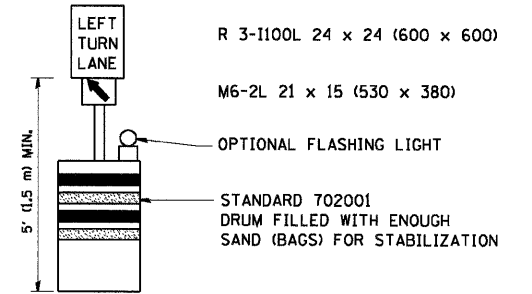 LEFT
TURN
LANE
R 3-I100L 24 x 24 (600 x 600)
M6-2L 21 x 15 (530 x 380)
OPTIONAL FLASHING LIGHT
5' (1.5 m) MIN.
STANDARD 702001
DRUM FILLED WITH ENOUGH
SAND (BAGS) FOR STABILIZATION